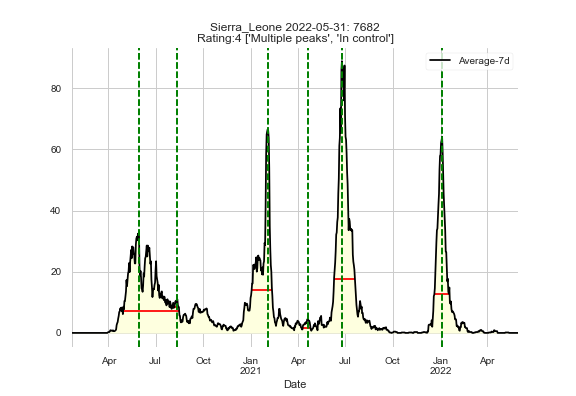 Sierra_Leone 2022-05-31: 7682
Rating:4 ['Multiple peaks', 'In control']
Average-7d
80
60
40
20
0
Apr Jul Oct Jan Apr Jul Oct Jan Apr
2021 2022
Date